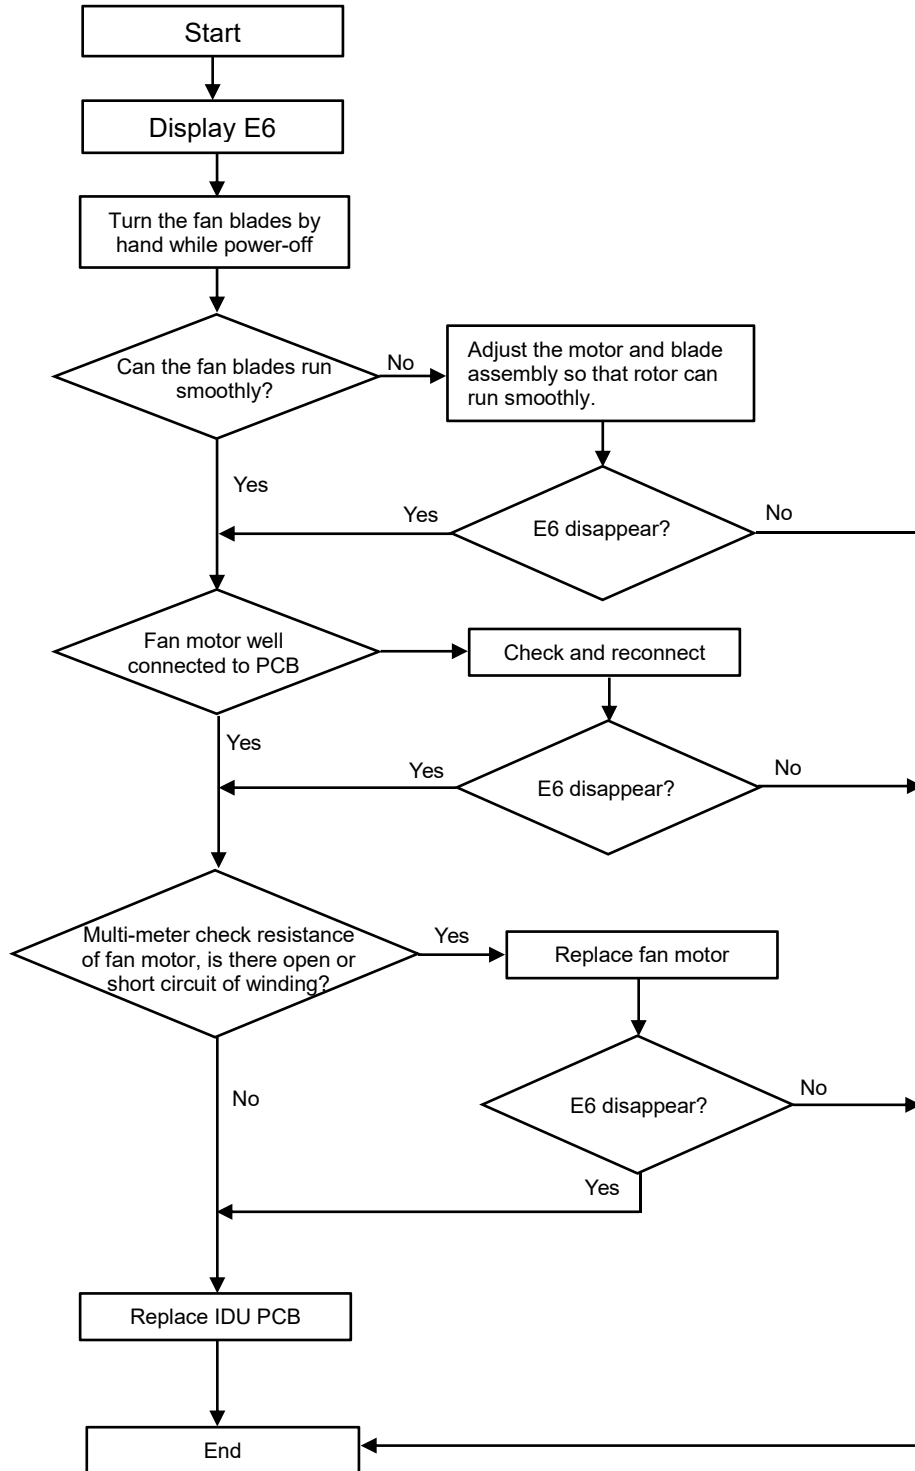 Start
Display E6
Turn the fan blades by
hand while power-off
Can the fan blades run
smoothly?
No
Adjust the motor and blade
assembly so that rotor can
run smoothly.
Yes
Yes
E6 disappear?
No
Fan motor well
connected to PCB
Check and reconnect
Yes
Yes
E6 disappear?
No
Multi-meter check resistance
of fan motor, is there open or
short circuit of winding?
Yes
Replace fan motor
No
E6 disappear?
No
Yes
Replace IDU PCB
End